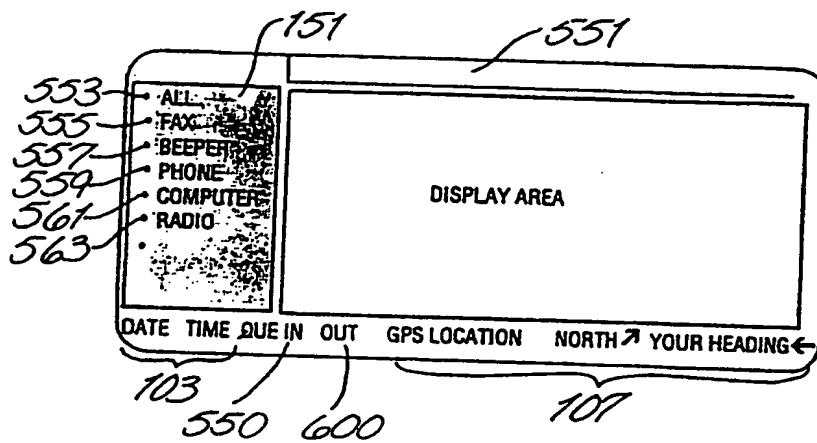 151 551
553 ALL
555 FAX
557 BEEPER
559 PHONE
561 COMPUTER
563 RADIO
DISPLAY AREA
DATE TIME QUE IN OUT GPS LOCATION NORTH↗ YOUR HEADING←
103 550 600 107